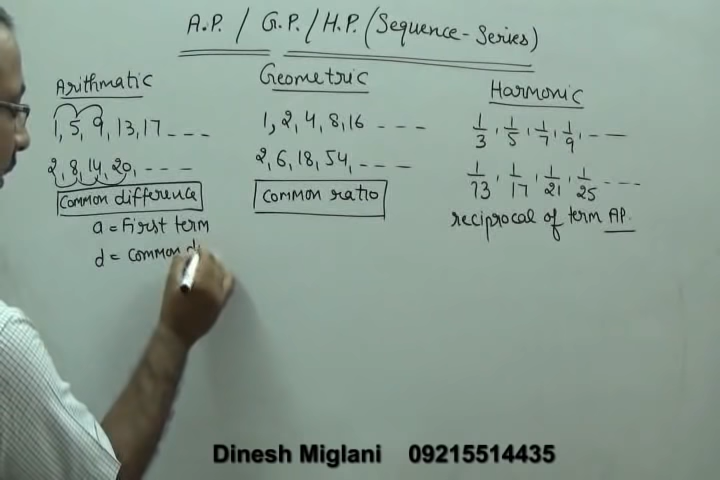 A.P. / G.P. / H.P. (Sequence - Series)
Arithmatic
1, 5, 9, 13, 17 ---
2, 8, 14, 20, ----
Common difference
a = First term
d = Common d
Geometric
1, 2, 4, 8, 16 ----
2, 6, 18, 54, ----
Common ratio
Harmonic
1/3, 1/5, 1/7, 1/9, ---
1/13, 1/17, 1/21, 1/25 ----
reciprocal of term AP.
Dinesh Miglani 09215514435